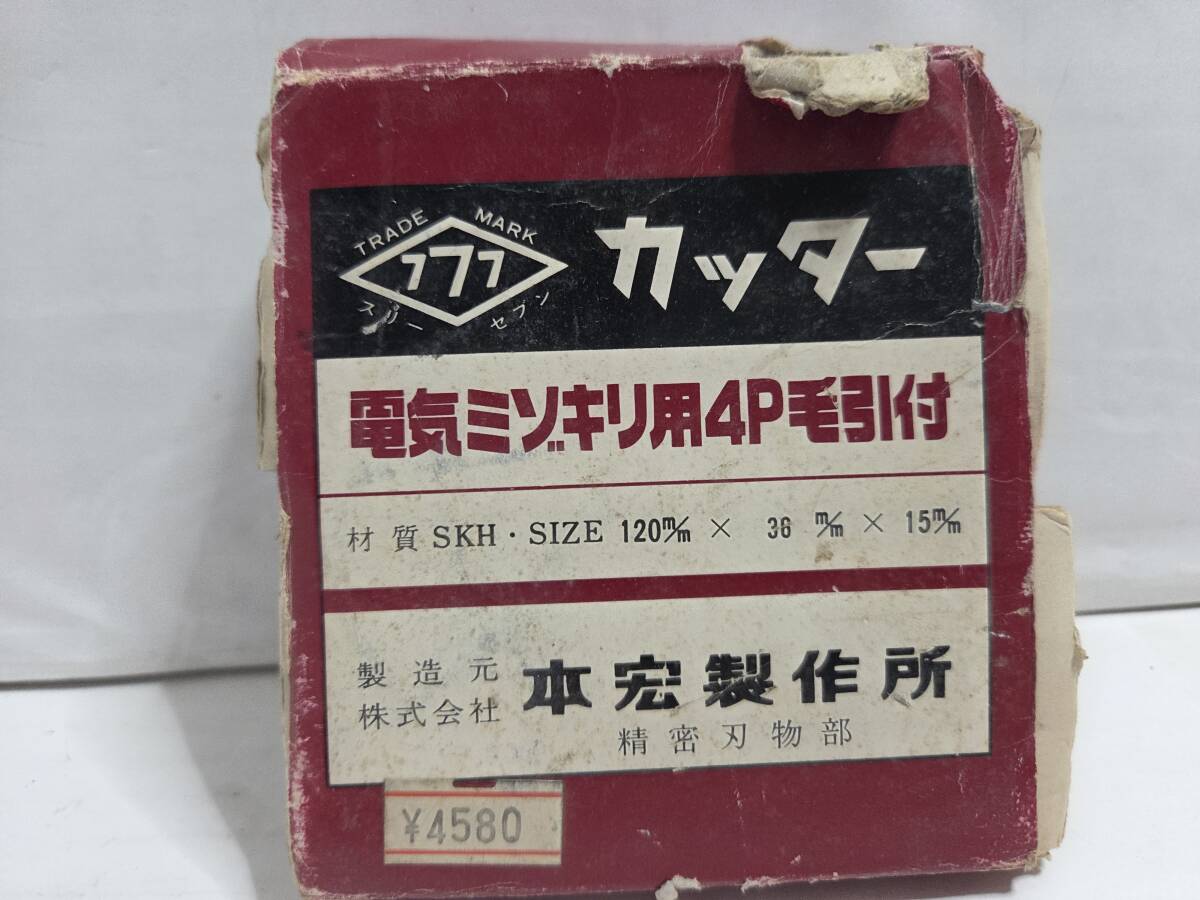 TRADE MARK
777
スリー セブン
カッター
電気ミゾキリ用4P毛引付
材質 SKH・SIZE 120m/m × 36 m/m × 15m/m
製造元
株式会社
本宏製作所
精密刃物部
¥4580